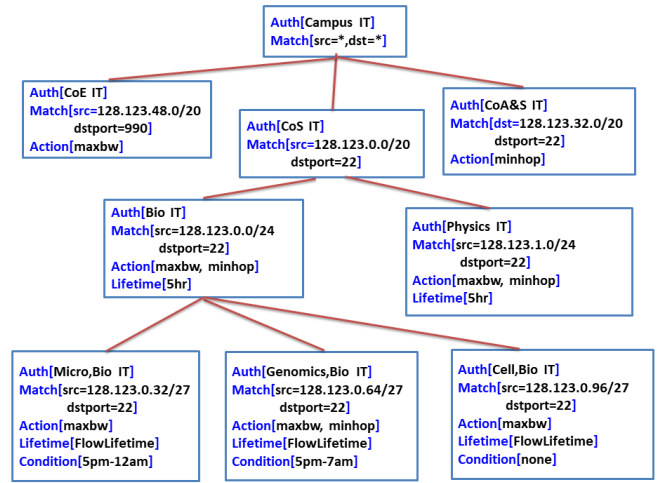 Auth[Campus IT]
Match[src=*,dst=*]
Auth[CoE IT]
Match[src=128.123.48.0/20
dstport=990]
Action[maxbw]
Auth[CoS IT]
Match[src=128.123.0.0/20
dstport=22]
Auth[CoA&S IT]
Match[dst=128.123.32.0/20
dstport=22]
Action[minhop]
Auth[Bio IT]
Match[src=128.123.0.0/24
dstport=22]
Action[maxbw, minhop]
Lifetime[5hr]
Auth[Physics IT]
Match[src=128.123.1.0/24
dstport=22]
Action[maxbw, minhop]
Lifetime[5hr]
Auth[Micro,Bio IT]
Match[src=128.123.0.32/27
dstport=22]
Action[maxbw]
Lifetime[FlowLifetime]
Condition[5pm-12am]
Auth[Genomics,Bio IT]
Match[src=128.123.0.64/27
dstport=22]
Action[maxbw, minhop]
Lifetime[FlowLifetime]
Condition[5pm-7am]
Auth[Cell,Bio IT]
Match[src=128.123.0.96/27
dstport=22]
Action[maxbw]
Lifetime[FlowLifetime]
Condition[none]